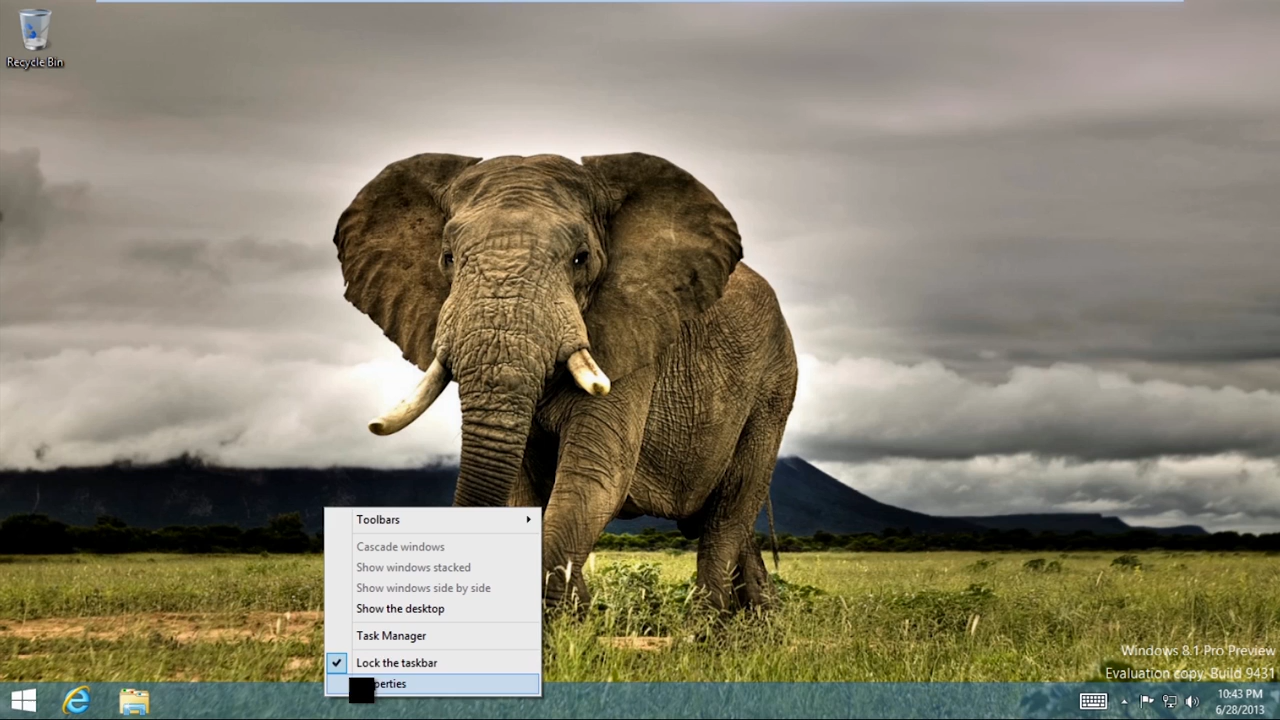 Recycle Bin
Toolbars
Cascade windows
Show windows stacked
Show windows side by side
Show the desktop
Task Manager
Lock the taskbar
Windows 8.1 Pro Preview
Evaluation copy. Build 9431
10:43 PM
6/28/2013